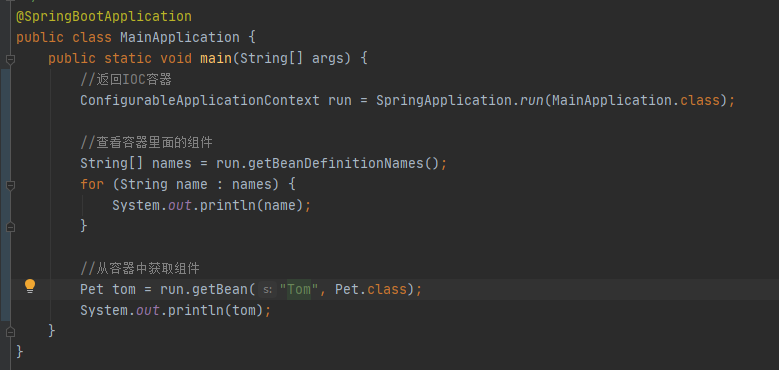 @SpringBootApplication
public class MainApplication {
public static void main(String[] args) {
//返回IOC容器
ConfigurableApplicationContext run = SpringApplication.run(MainApplication.class);
//查看容器里面的组件
String[] names = run.getBeanDefinitionNames();
for (String name : names) {
System.out.println(name);
}
//从容器中获取组件
Pet tom = run.getBean( s: "Tom", Pet.class);
System.out.println(tom);
}
}